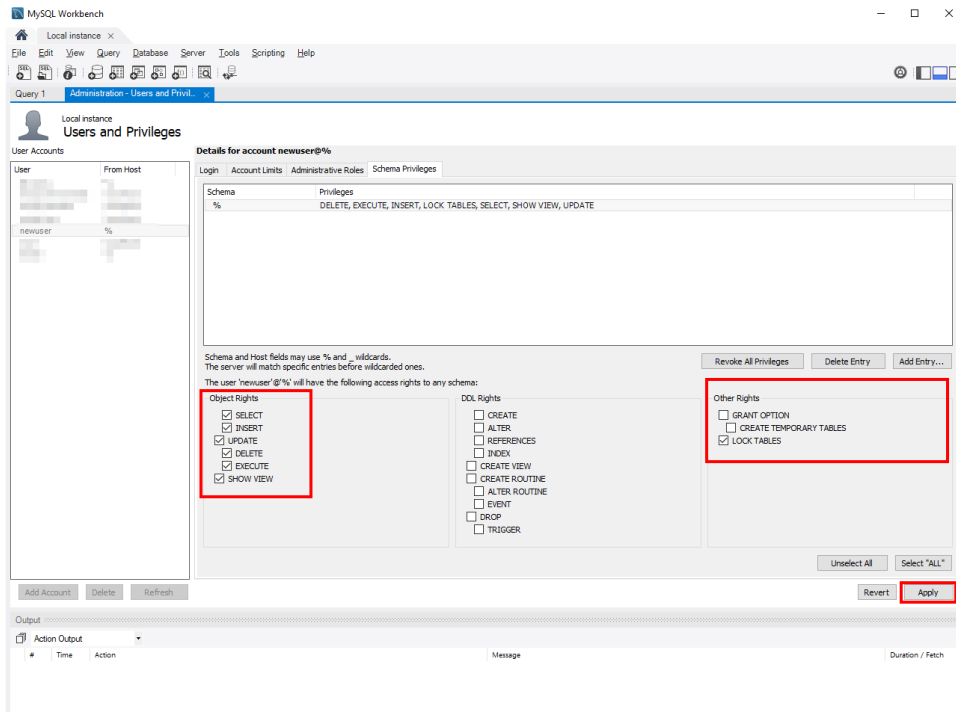 MySQL Workbench
Local instance
File Edit View Query Database Server Tools Scripting Help
Query 1 Administration - Users and Privil...
Local instance
Users and Privileges
User Accounts
User From Host
newuser %
Add Account Delete Refresh
Details for account newuser@%
Login Account Limits Administrative Roles Schema Privileges
Schema Privileges
% DELETE, EXECUTE, INSERT, LOCK TABLES, SELECT, SHOW VIEW, UPDATE
Schema and Host fields may use % and _ wildcards.
The server will match specific entries before wildcarded ones.
Revoke All Privileges Delete Entry Add Entry...
The user 'newuser'@'%' will have the following access rights to any schema:
Object Rights
SELECT
INSERT
UPDATE
DELETE
EXECUTE
SHOW VIEW
DDL Rights
CREATE
ALTER
REFERENCES
INDEX
CREATE VIEW
CREATE ROUTINE
ALTER ROUTINE
EVENT
DROP
TRIGGER
Other Rights
GRANT OPTION
CREATE TEMPORARY TABLES
LOCK TABLES
Unselect All Select "ALL"
Revert Apply
Output
Action Output
# Time Action Message Duration / Fetch